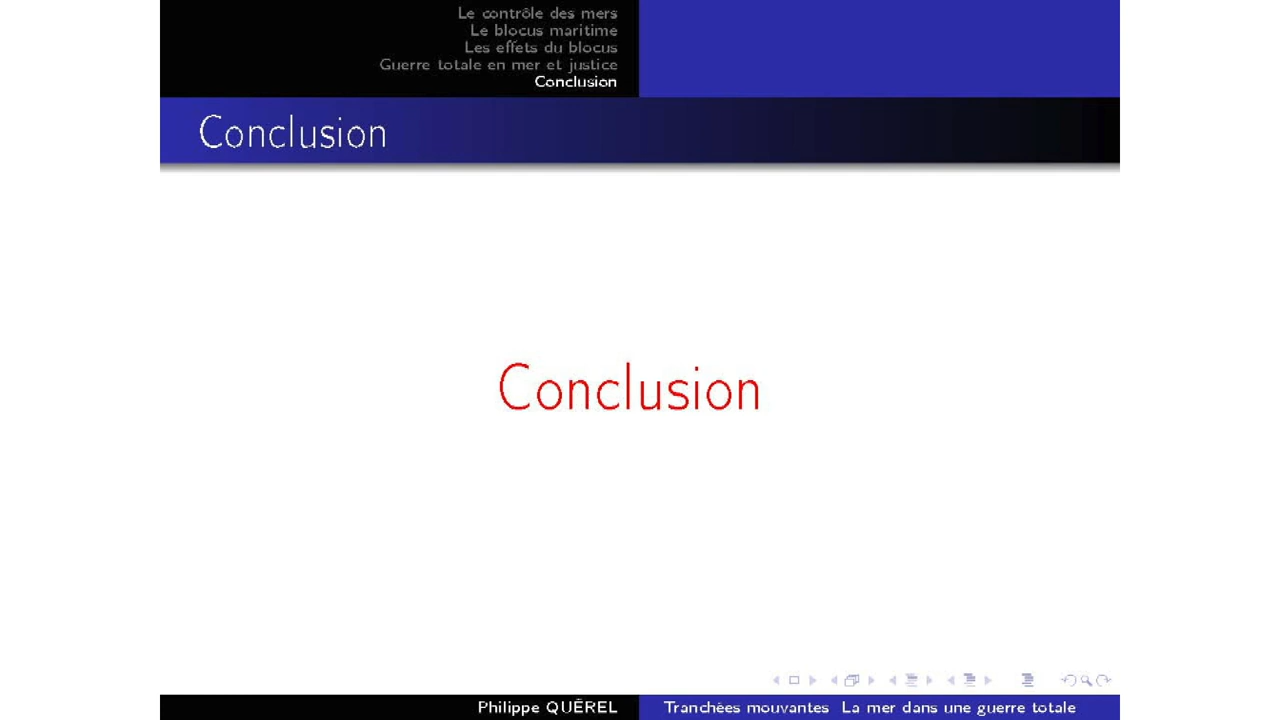 Le contrôle des mers
Le blocus maritime
Les effets du blocus
Guerre totale en mer et justice
Conclusion
Conclusion
Conclusion
Philippe QUÉREL
Tranchées mouvantes La mer dans une guerre totale